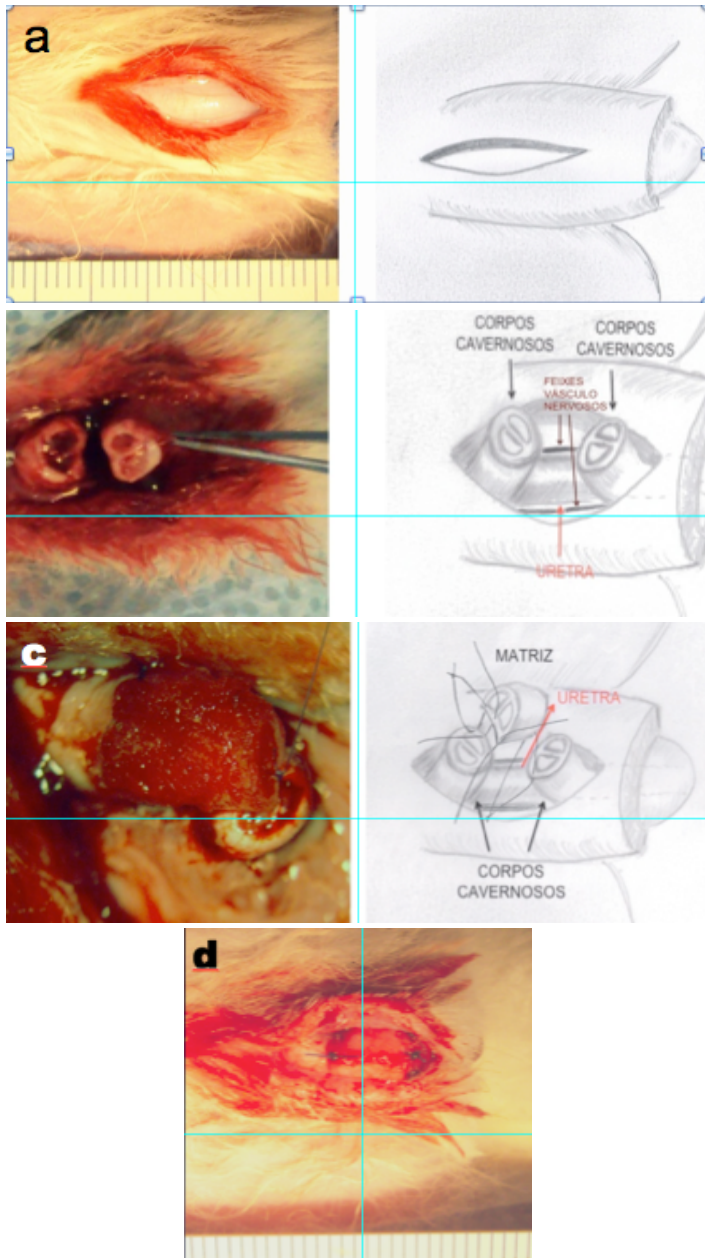 a
CORPOS
CAVERNOSOS
CORPOS
CAVERNOSOS
FEIXES
VÁSCULO
NERVOSOS
URETRA
c
MATRIZ
URETRA
CORPOS
CAVERNOSOS
d